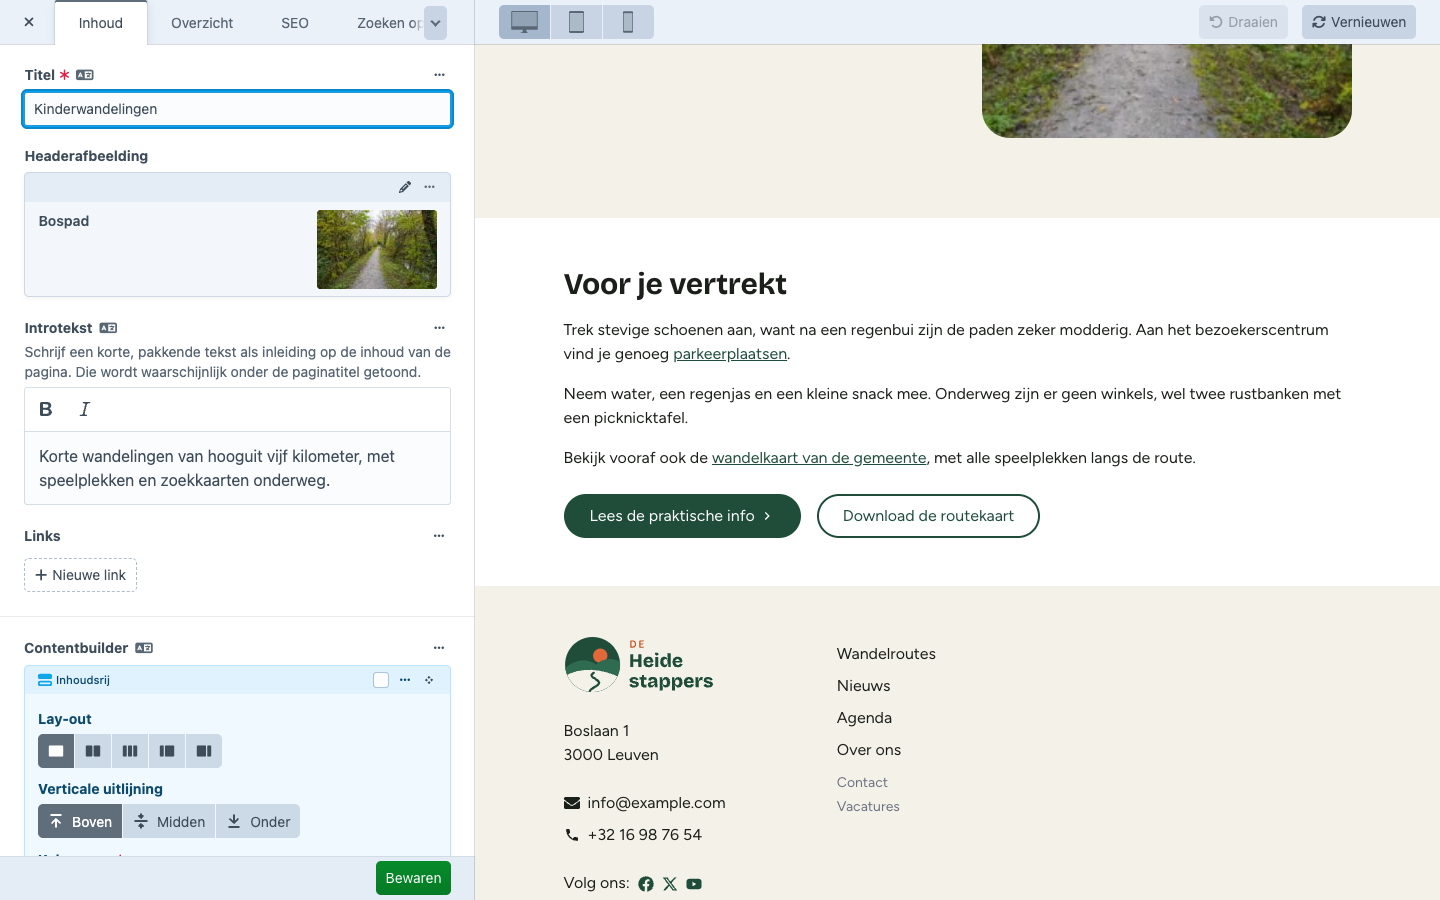 Inhoud
Overzicht
SEO
Zoeken op
Draaien
Vernieuwen
Titel
Kinderwandelingen
Headerafbeelding
Bospad
Introtekst
Schrijf een korte, pakkende tekst als inleiding op de inhoud van de
pagina. Die wordt waarschijnlijk onder de paginatitel getoond.
B I
Korte wandelingen van hooguit vijf kilometer, met
speelplekken en zoekkaarten onderweg.
Links
Nieuwe link
Contentbuilder
Inhoudsrij
Lay-out
Verticale uitlijning
Boven
Midden
Onder
Bewaren
Voor je vertrekt
Trek stevige schoenen aan, want na een regenbui zijn de paden zeker modderig. Aan het bezoekerscentrum
vind je genoeg parkeerplaatsen.
Neem water, een regenjas en een kleine snack mee. Onderweg zijn er geen winkels, wel twee rustbanken met
een picknicktafel.
Bekijk vooraf ook de wandelkaart van de gemeente, met alle speelplekken langs de route.
Lees de praktische info
Download de routekaart
DE
Heide
stappers
Boslaan 1
3000 Leuven
info@example.com
+32 16 98 76 54
Volg ons:
Wandelroutes
Nieuws
Agenda
Over ons
Contact
Vacatures